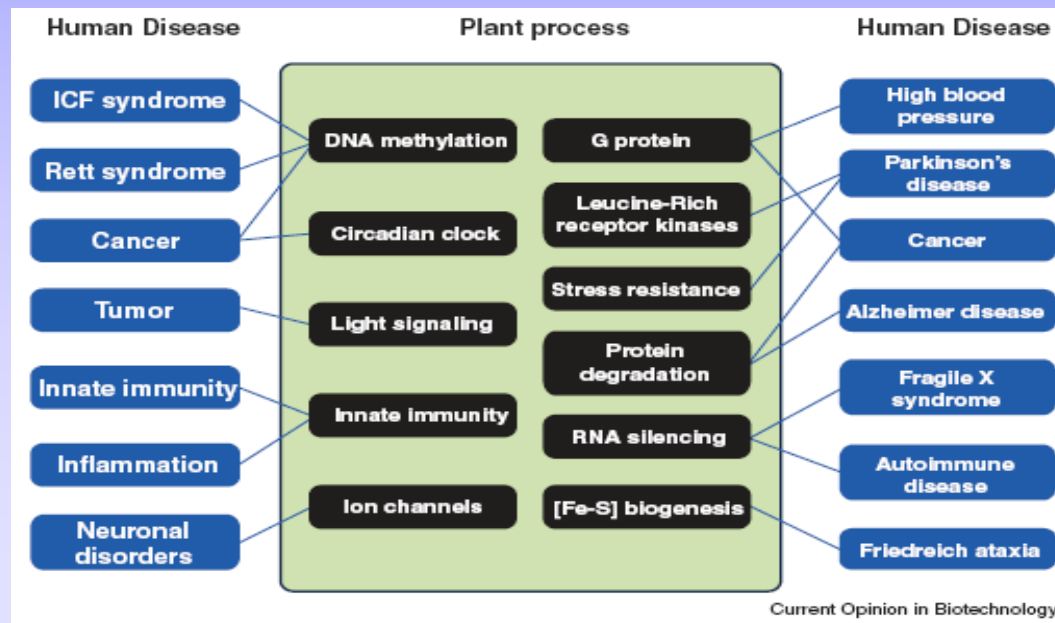 Human Disease
Plant process
Human Disease
ICF syndrome
Rett syndrome
Cancer
Tumor
Innate immunity
Inflammation
Neuronal
disorders
DNA methylation
Circadian clock
Light signaling
Innate immunity
Ion channels
G protein
Leucine-Rich
receptor kinases
Stress resistance
Protein
degradation
RNA silencing
[Fe-S] biogenesis
High blood
pressure
Parkinson's
disease
Cancer
Alzheimer disease
Fragile X
syndrome
Autoimmune
disease
Friedreich ataxia
Current Opinion in Biotechnology